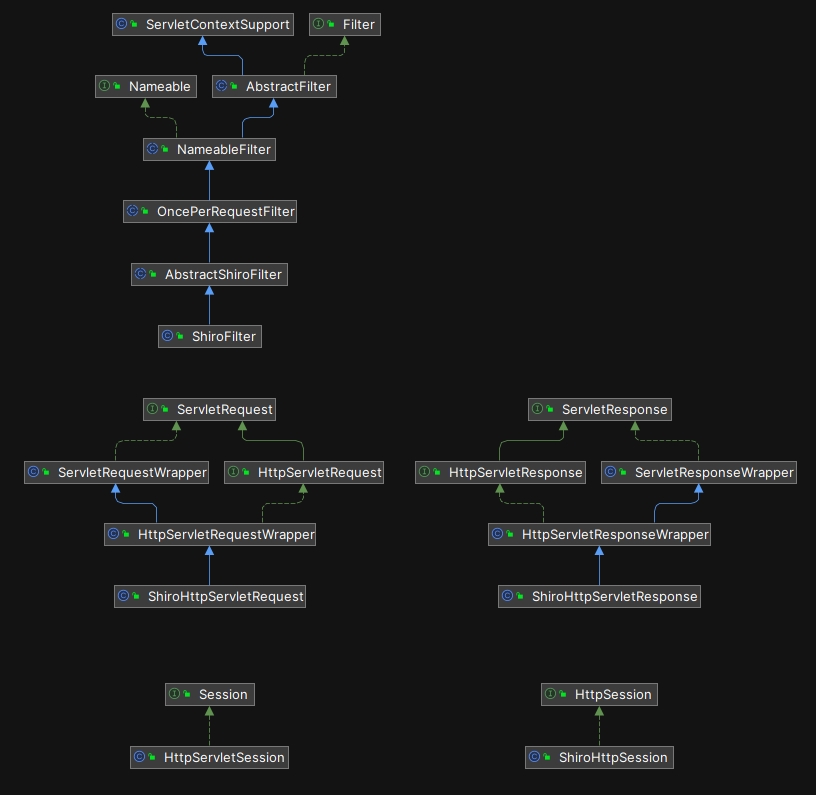 ServletContextSupport
Filter
Nameable
AbstractFilter
NameableFilter
OncePerRequestFilter
AbstractShiroFilter
ShiroFilter
ServletRequest
ServletResponse
ServletRequestWrapper
HttpServletRequest
HttpServletResponse
ServletResponseWrapper
HttpServletRequestWrapper
HttpServletResponseWrapper
ShiroHttpServletRequest
ShiroHttpServletResponse
Session
HttpSession
HttpServletSession
ShiroHttpSession